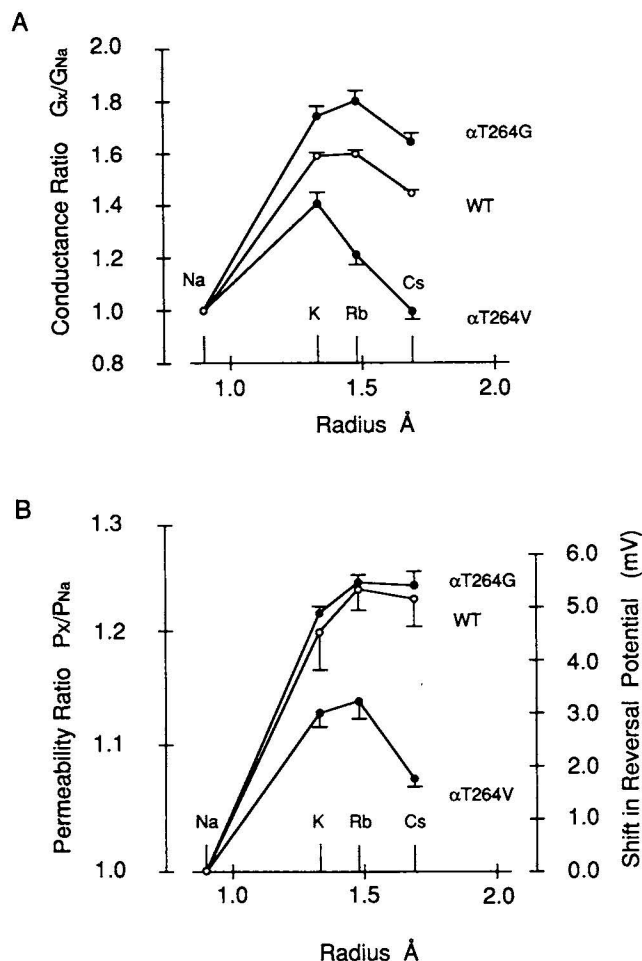 A
Conductance Ratio Gx/GNa
2.0
1.8
1.6
1.4
1.2
1.0
0.8
αT264G
WT
αT264V
Na
K
Rb
Cs
1.0
1.5
2.0
Radius Å
B
Permeability Ratio Px/PNa
1.3
1.2
1.1
1.0
αT264G
WT
αT264V
Na
K
Rb
Cs
6.0
5.0
4.0
3.0
2.0
1.0
0.0
Shift in Reversal Potential (mV)
1.0
1.5
2.0
Radius Å